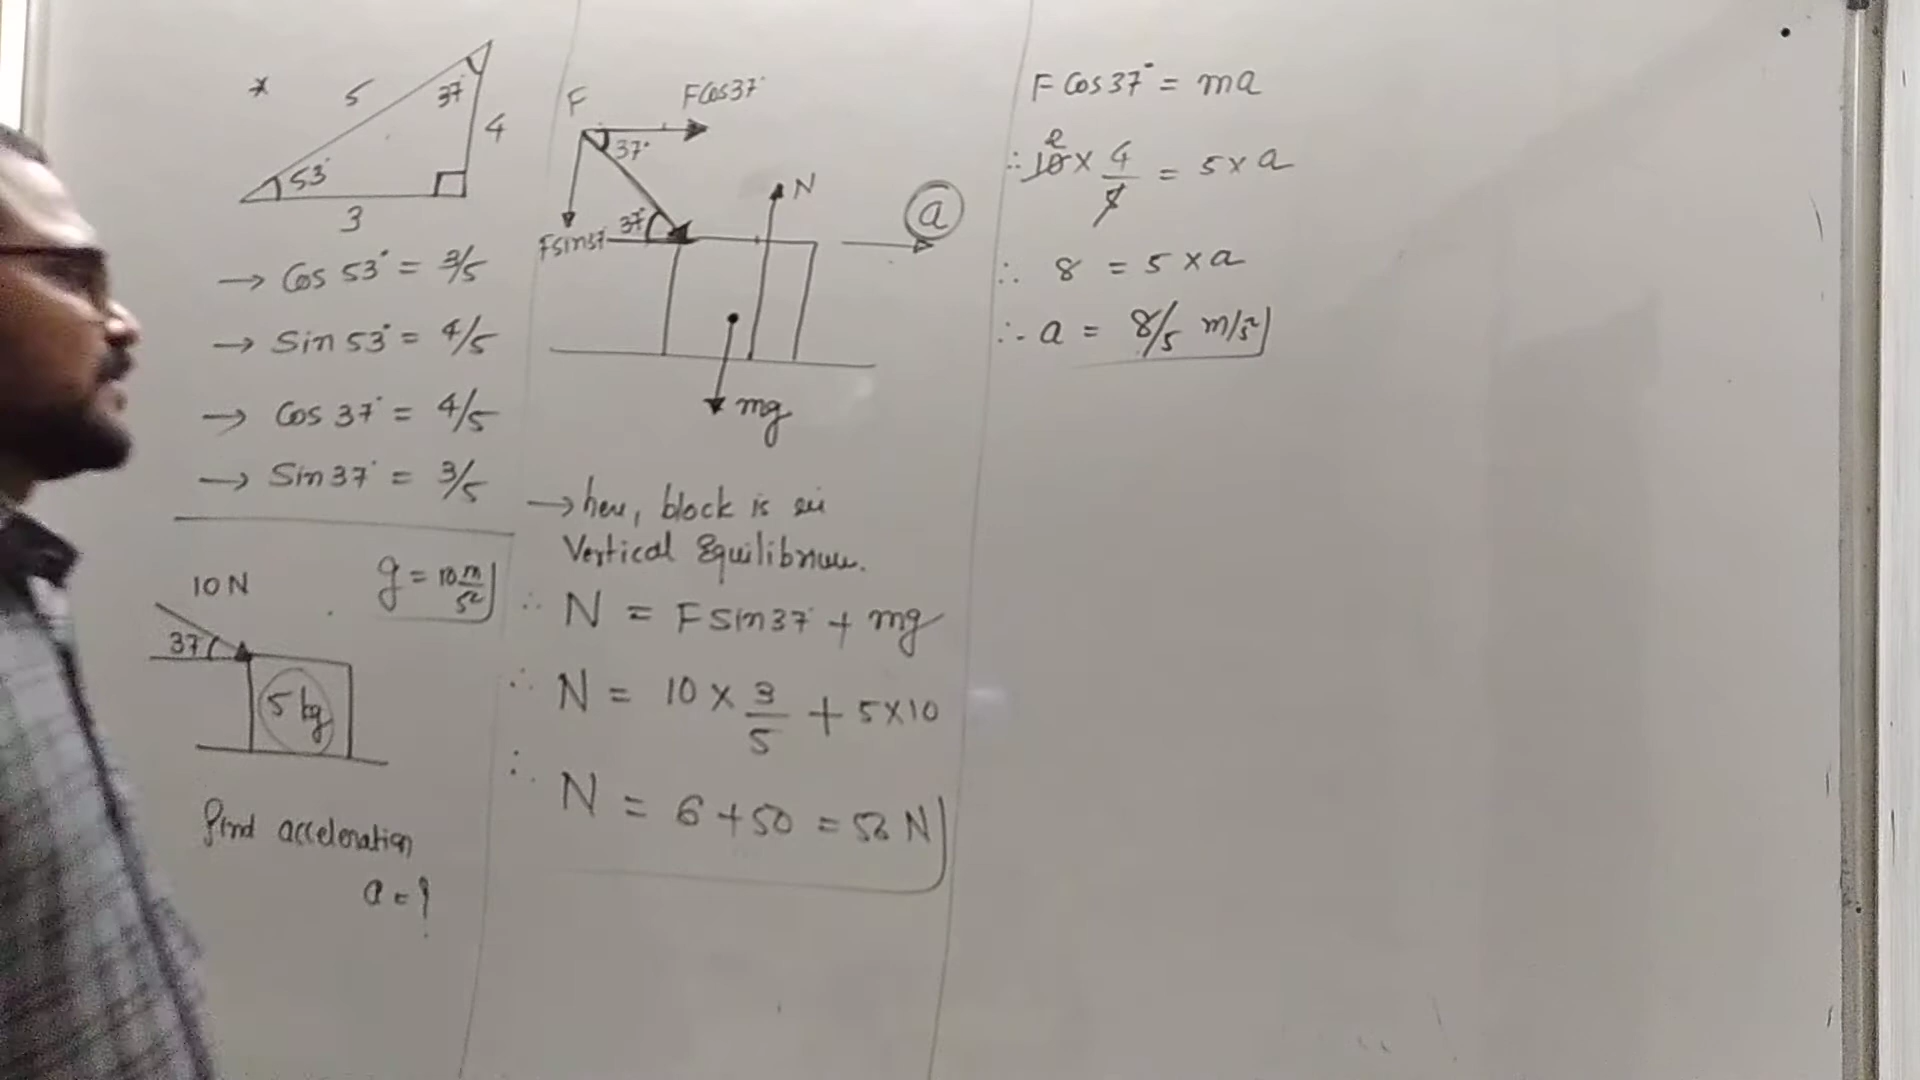 *
5
37°
4
53°
3
→ Cos 53° = 3/5
→ Sin 53° = 4/5
→ Cos 37° = 4/5
→ Sin 37° = 3/5
10 N
g = 10 m/s²
37
5 kg
find acceleration
a = ?
F
Fcos37°
37°
N
37°
Fsin37
a
mg
→ here, block is in
Vertical Equilibrium.
∴ N = F sin37° + mg
∴ N = 10 × 3/5 + 5×10
∴ N = 6 + 50 = 56 N
F Cos 37° = ma
2
∴ 10 × 4/5 = 5 × a
∴ 8 = 5 × a
∴ a = 8/5 m/s²